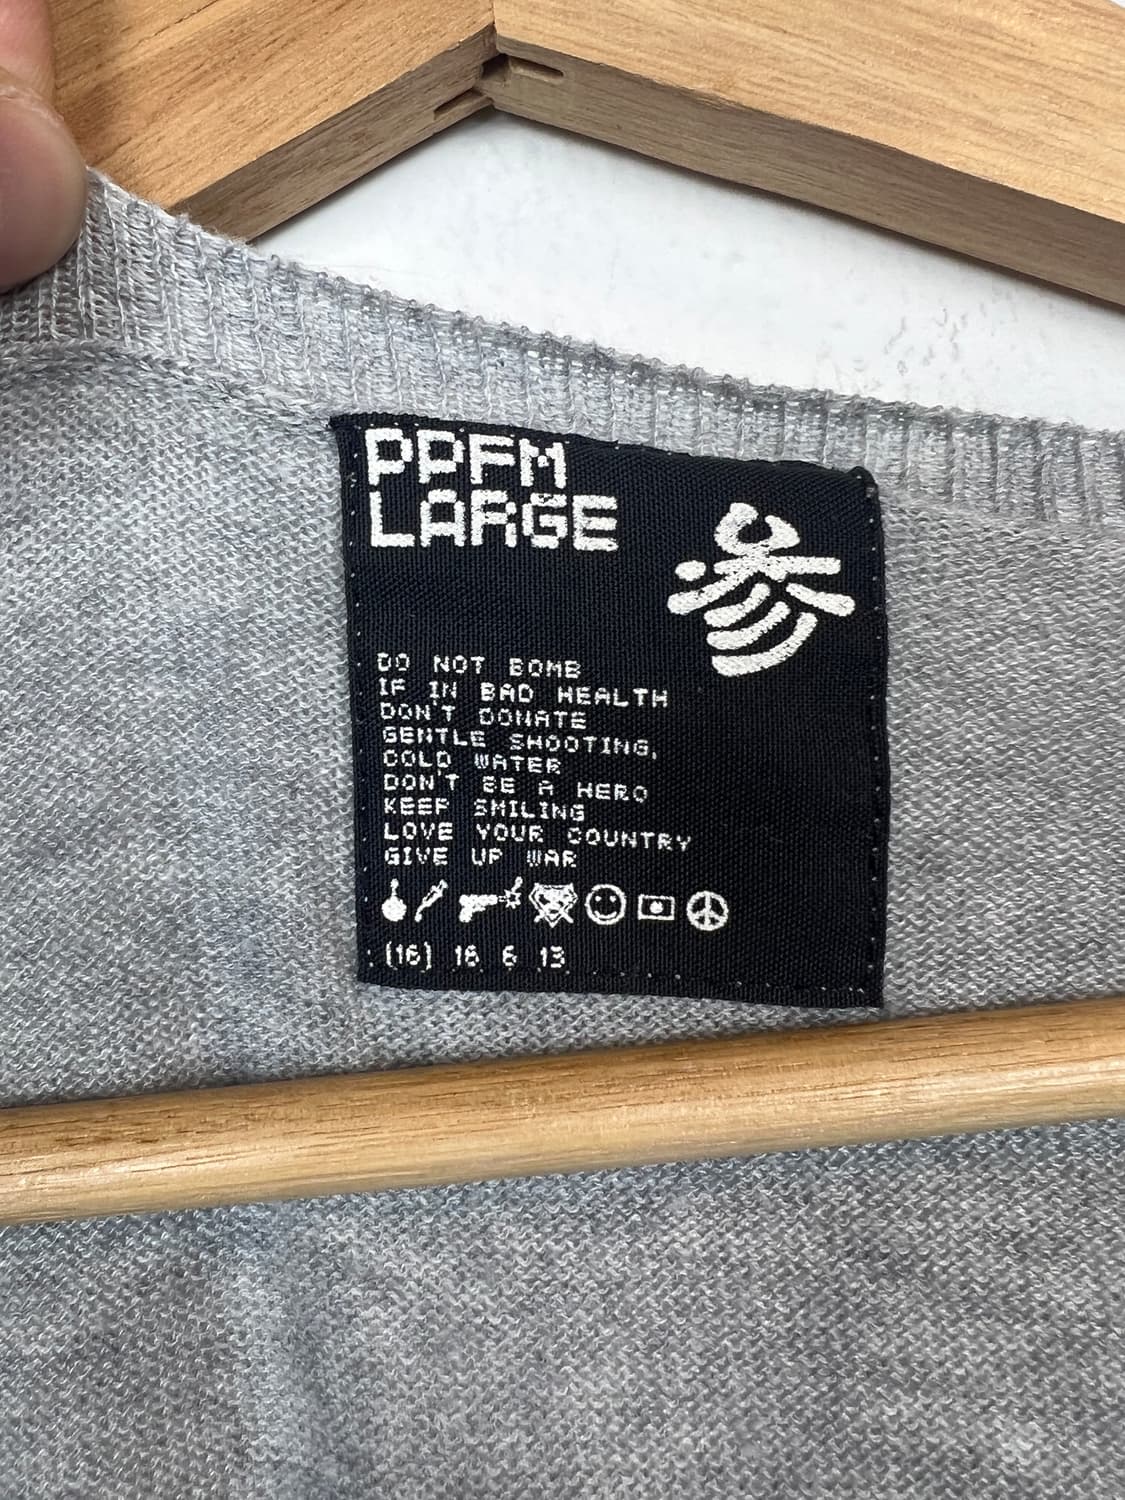 PPFM
LARGE
参
DO NOT BOMB
IF IN BAD HEALTH
DON'T DONATE
GENTLE SHOOTING,
COLD WATER
DON'T BE A HERO
KEEP SMILING
LOVE YOUR COUNTRY
GIVE UP WAR
(16) 16 6 13